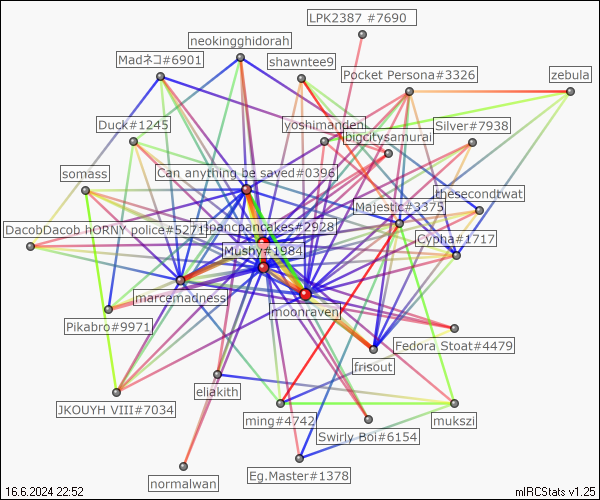 LPK2387 #7690
neokingghidorah
Madネコ#6901
shawntee9
Pocket Persona#3326
zebula
Duck#1245
yoshimanden
bigcitysamurai
Silver#7938
somass
Can anything be saved#0396
thesecondtwat
Majestic#3375
DacobDacob hORNY police#5271
inancpancakes#2928
Cypha#1717
Mushy#1984
marcemadness
moonraven
Pikabro#9971
Fedora Stoat#4479
frisout
eliakith
JKOUYH VIII#7034
ming#4742
mukszi
Swirly Boi#6154
normalwan
Eg.Master#1378
16.6.2024 22:52
mIRCStats v1.25